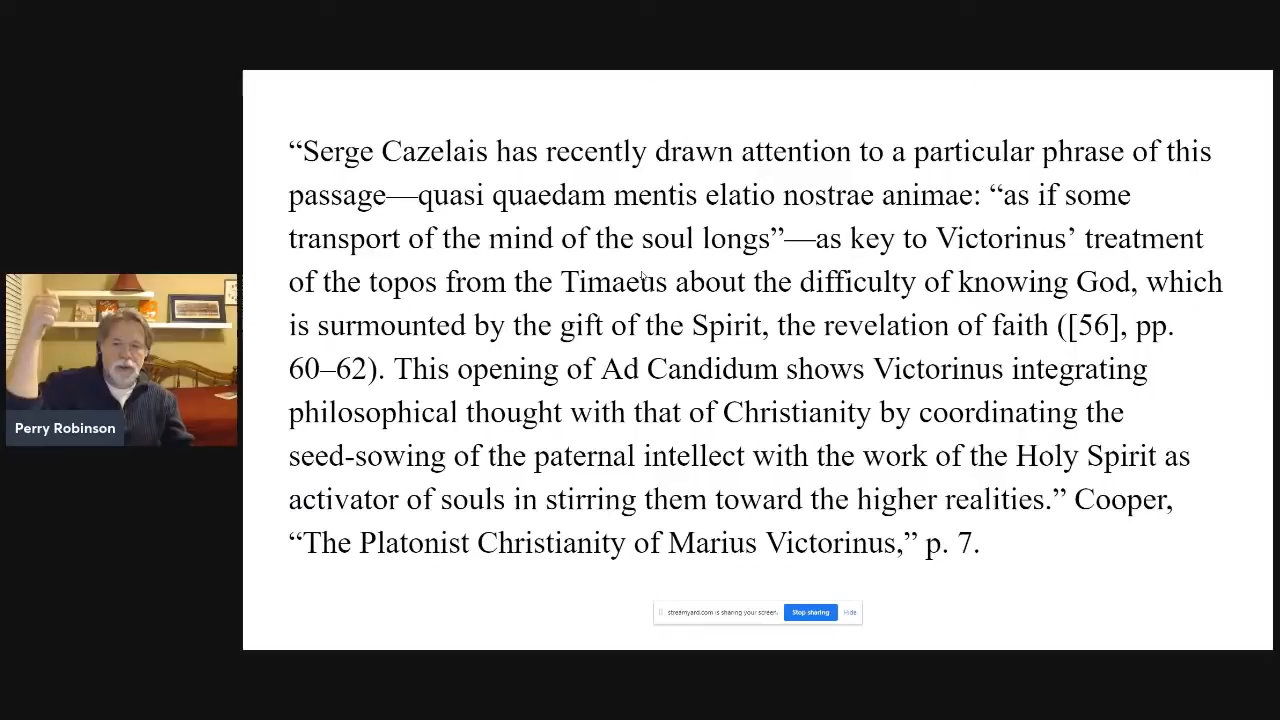 “Serge Cazelais has recently drawn attention to a particular phrase of this
passage—quasi quaedam mentis elatio nostrae animae: “as if some
transport of the mind of the soul longs”—as key to Victorinus’ treatment
of the topos from the Timaeus about the difficulty of knowing God, which
is surmounted by the gift of the Spirit, the revelation of faith ([56], pp.
60–62). This opening of Ad Candidum shows Victorinus integrating
philosophical thought with that of Christianity by coordinating the
seed-sowing of the paternal intellect with the work of the Holy Spirit as
activator of souls in stirring them toward the higher realities.” Cooper,
“The Platonist Christianity of Marius Victorinus,” p. 7.
Perry Robinson
streamyard.com is sharing your screen.
Stop sharing
Hide